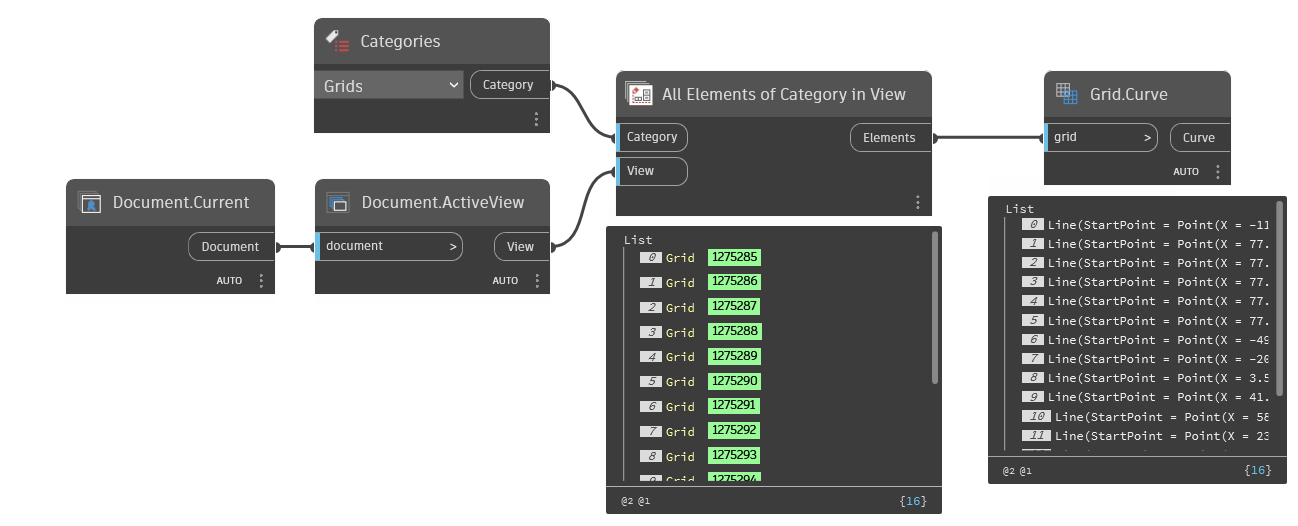 Categories
Grids
Category
Document.Current
Document
AUTO
Document.ActiveView
document >
View
AUTO
All Elements of Category in View
Category
Elements
View
List
0 Grid 1275285
1 Grid 1275286
2 Grid 1275287
3 Grid 1275288
4 Grid 1275289
5 Grid 1275290
6 Grid 1275291
7 Grid 1275292
8 Grid 1275293
9 Grid 1275294
@2 @1
{16}
Grid.Curve
grid >
Curve
AUTO
List
0 Line(StartPoint = Point(X = -11
1 Line(StartPoint = Point(X = 77.
2 Line(StartPoint = Point(X = 77.
3 Line(StartPoint = Point(X = 77.
4 Line(StartPoint = Point(X = 77.
5 Line(StartPoint = Point(X = 77.
6 Line(StartPoint = Point(X = -49
7 Line(StartPoint = Point(X = -20
8 Line(StartPoint = Point(X = 3.5
9 Line(StartPoint = Point(X = 41.
10 Line(StartPoint = Point(X = 58
11 Line(StartPoint = Point(X = 23
@2 @1
{16}